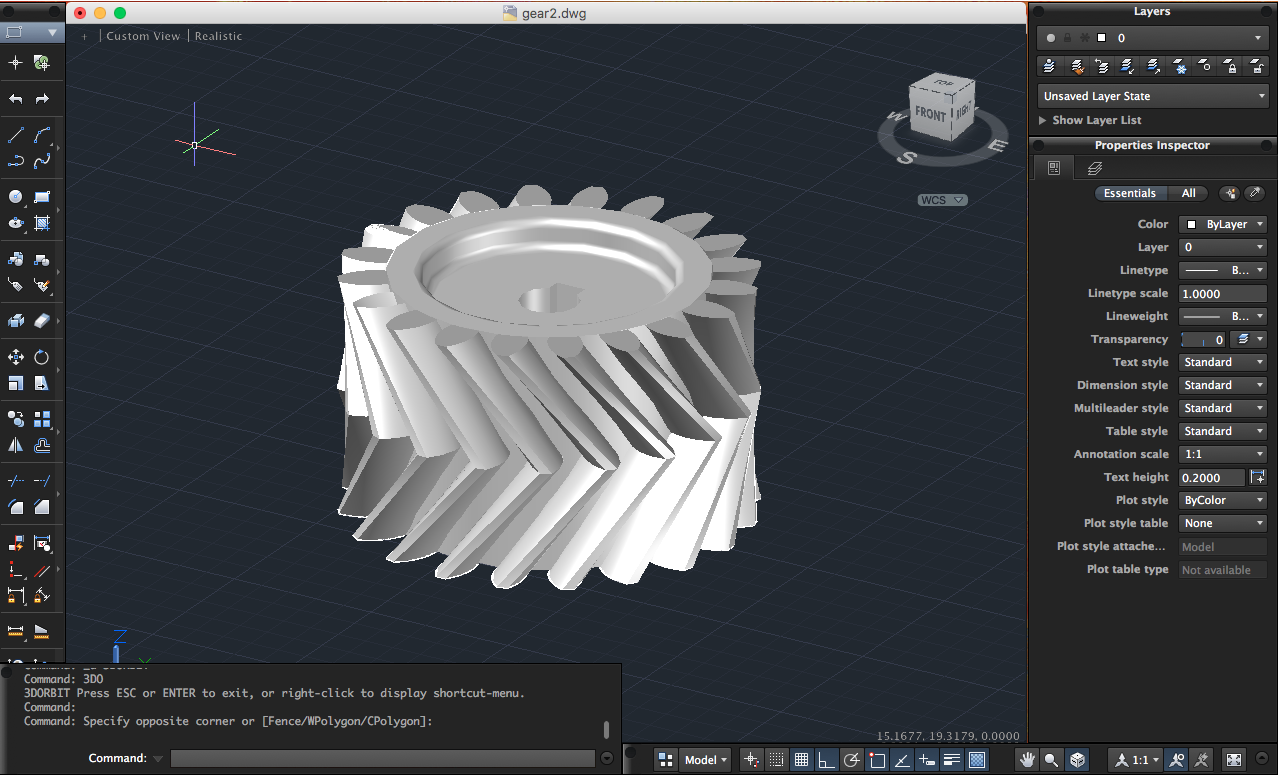 gear2.dwg
+ | Custom View | Realistic
TOP
FRONT
RIGHT
W
S
E
WCS
Layers
0
Unsaved Layer State
Show Layer List
Properties Inspector
Essentials All
Color ByLayer
Layer 0
Linetype B...
Linetype scale 1.0000
Lineweight B...
Transparency 0
Text style Standard
Dimension style Standard
Multileader style Standard
Table style Standard
Annotation scale 1:1
Text height 0.2000
Plot style ByColor
Plot style table None
Plot style attache... Model
Plot table type Not available
Z
Command: 3DO
3DORBIT Press ESC or ENTER to exit, or right-click to display shortcut-menu.
Command:
Command: Specify opposite corner or [Fence/WPolygon/CPolygon]:
15.1677, 19.3179, 0.0000
Command:
Model
1:1